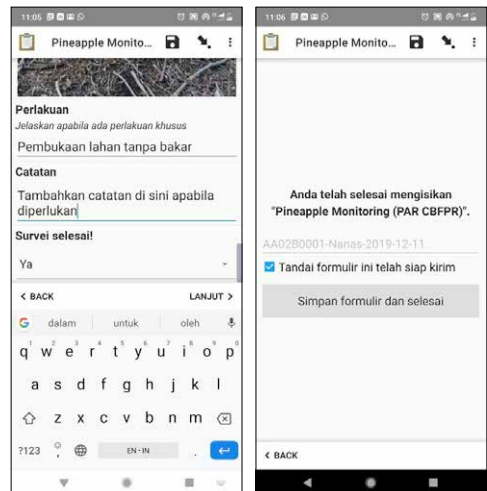 11:05
Pineapple Monito...
Perlakuan
Jelaskan apabila ada perlakuan khusus
Pembukaan lahan tanpa bakar
Catatan
Tambahkan catatan di sini apabila
diperlukan
Survei selesai!
Ya
< BACK
LANJUT >
dalam
untuk
oleh
q w e r t y u i o p
a s d f g h j k l
z x c v b n m
?123
EN • IN
11:06
Pineapple Monito...
Anda telah selesai mengisikan
"Pineapple Monitoring (PAR CBFPR)".
AA02B0001-Nanas-2019-12-11
Tandai formulir ini telah siap kirim
Simpan formulir dan selesai
< BACK